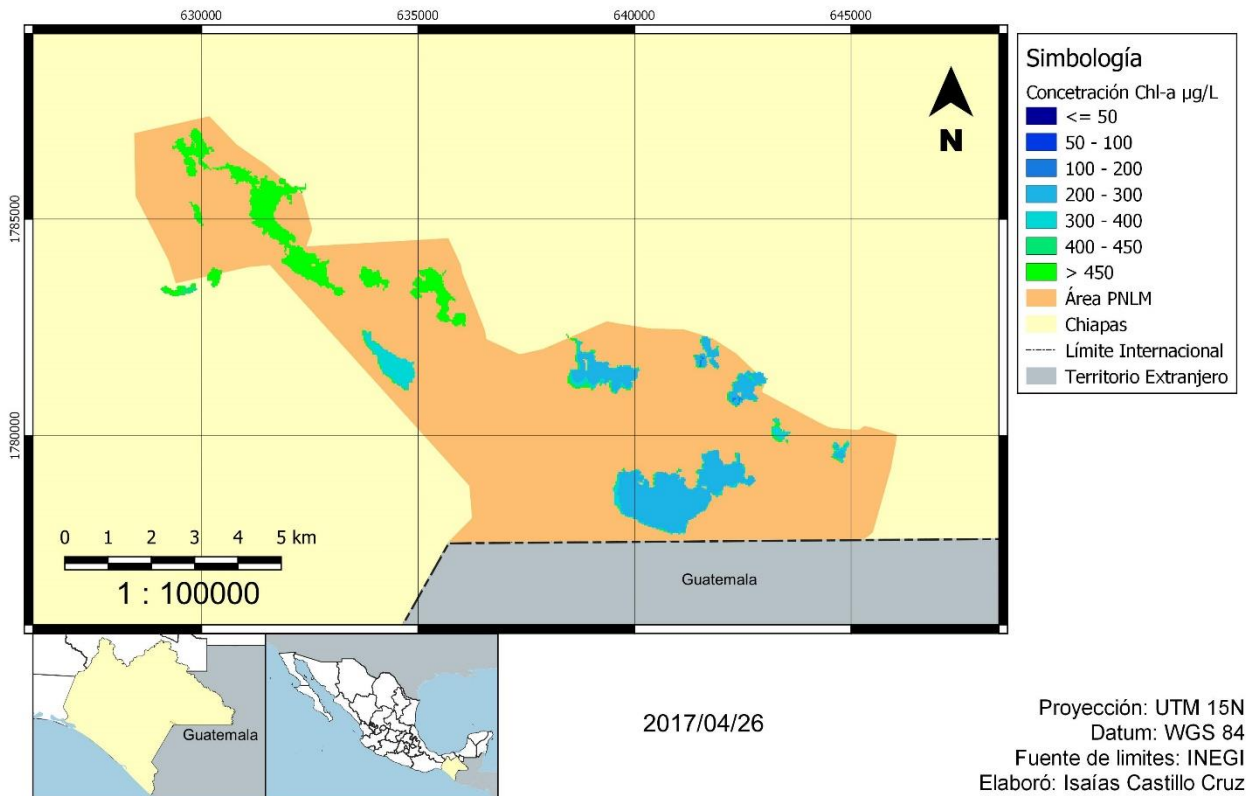 630000 635000 640000 645000
1785000
1780000
N
0 1 2 3 4 5 km
1 : 100000
Guatemala
Simbología
Concetración Chl-a µg/L
<= 50
50 - 100
100 - 200
200 - 300
300 - 400
400 - 450
> 450
Área PNLM
Chiapas
Límite Internacional
Territorio Extranjero
Guatemala
2017/04/26
Proyección: UTM 15N
Datum: WGS 84
Fuente de limites: INEGI
Elaboró: Isaías Castillo Cruz